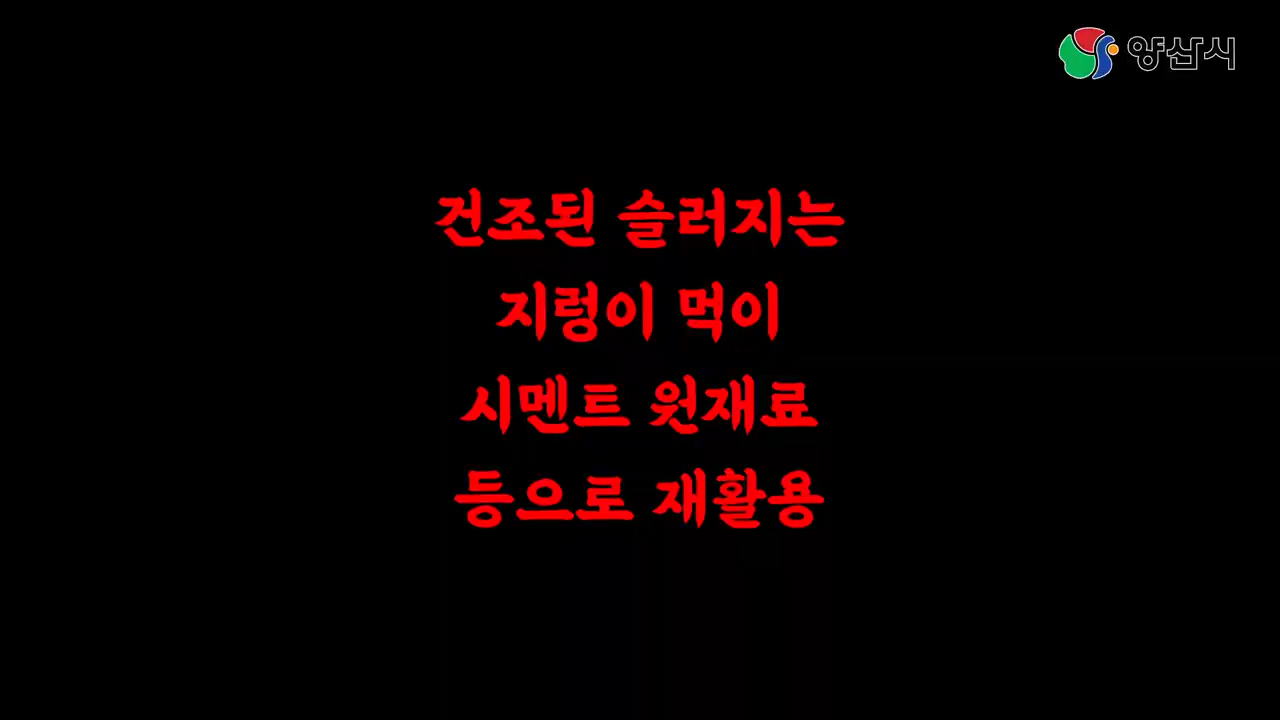 양산시
건조된 슬러지는
지렁이 먹이
시멘트 원재료
등으로 재활용